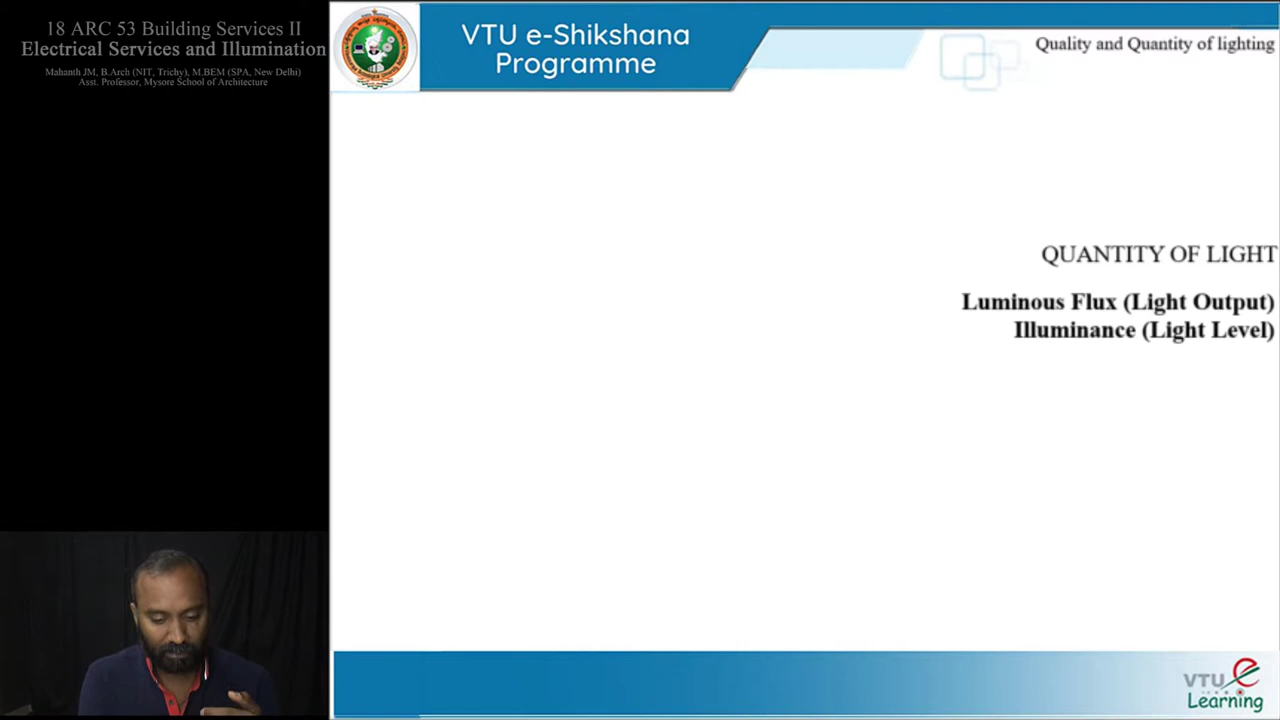 18 ARC 53 Building Services II
Electrical Services and Illumination
Mahanth JM, B.Arch (NIT, Trichy), M.BEM (SPA, New Delhi)
Asst. Professor, Mysore School of Architecture
VTU e-Shikshana
Programme
Quality and Quantity of lighting
QUANTITY OF LIGHT
Luminous Flux (Light Output)
Illuminance (Light Level)
VTU e
Learning